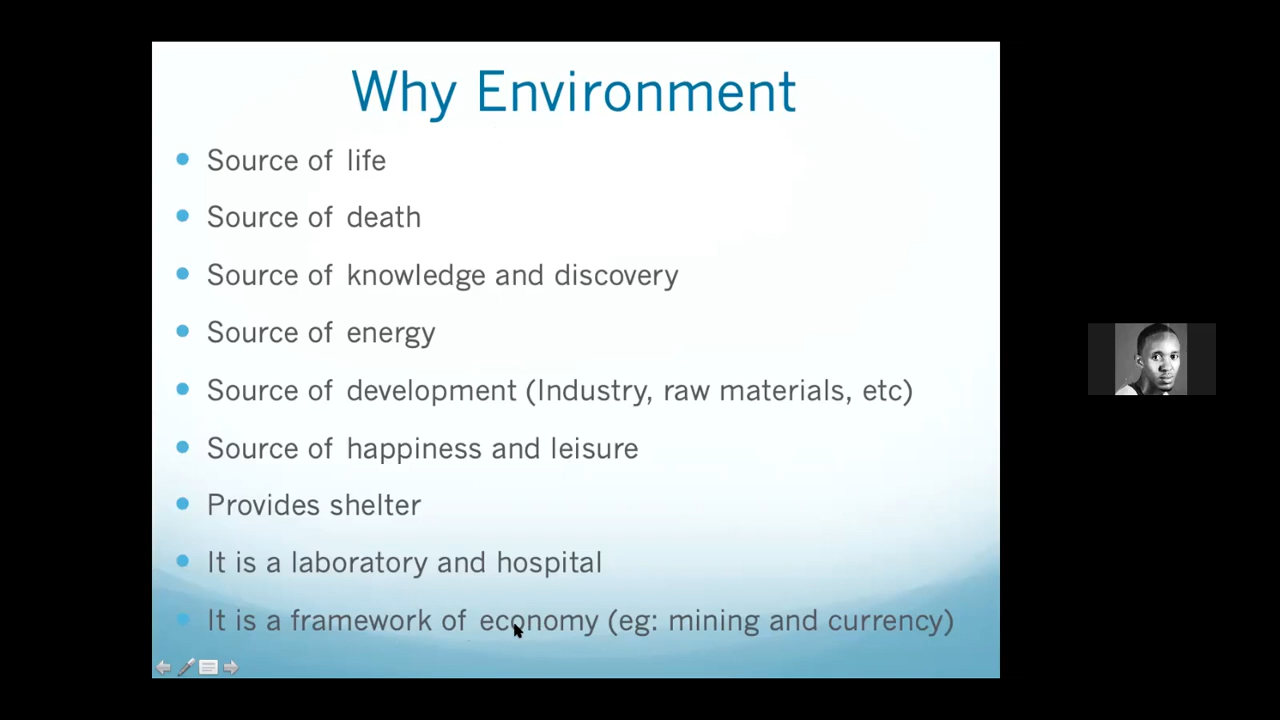 Why Environment
Source of life
Source of death
Source of knowledge and discovery
Source of energy
Source of development (Industry, raw materials, etc)
Source of happiness and leisure
Provides shelter
It is a laboratory and hospital
It is a framework of economy (eg: mining and currency)